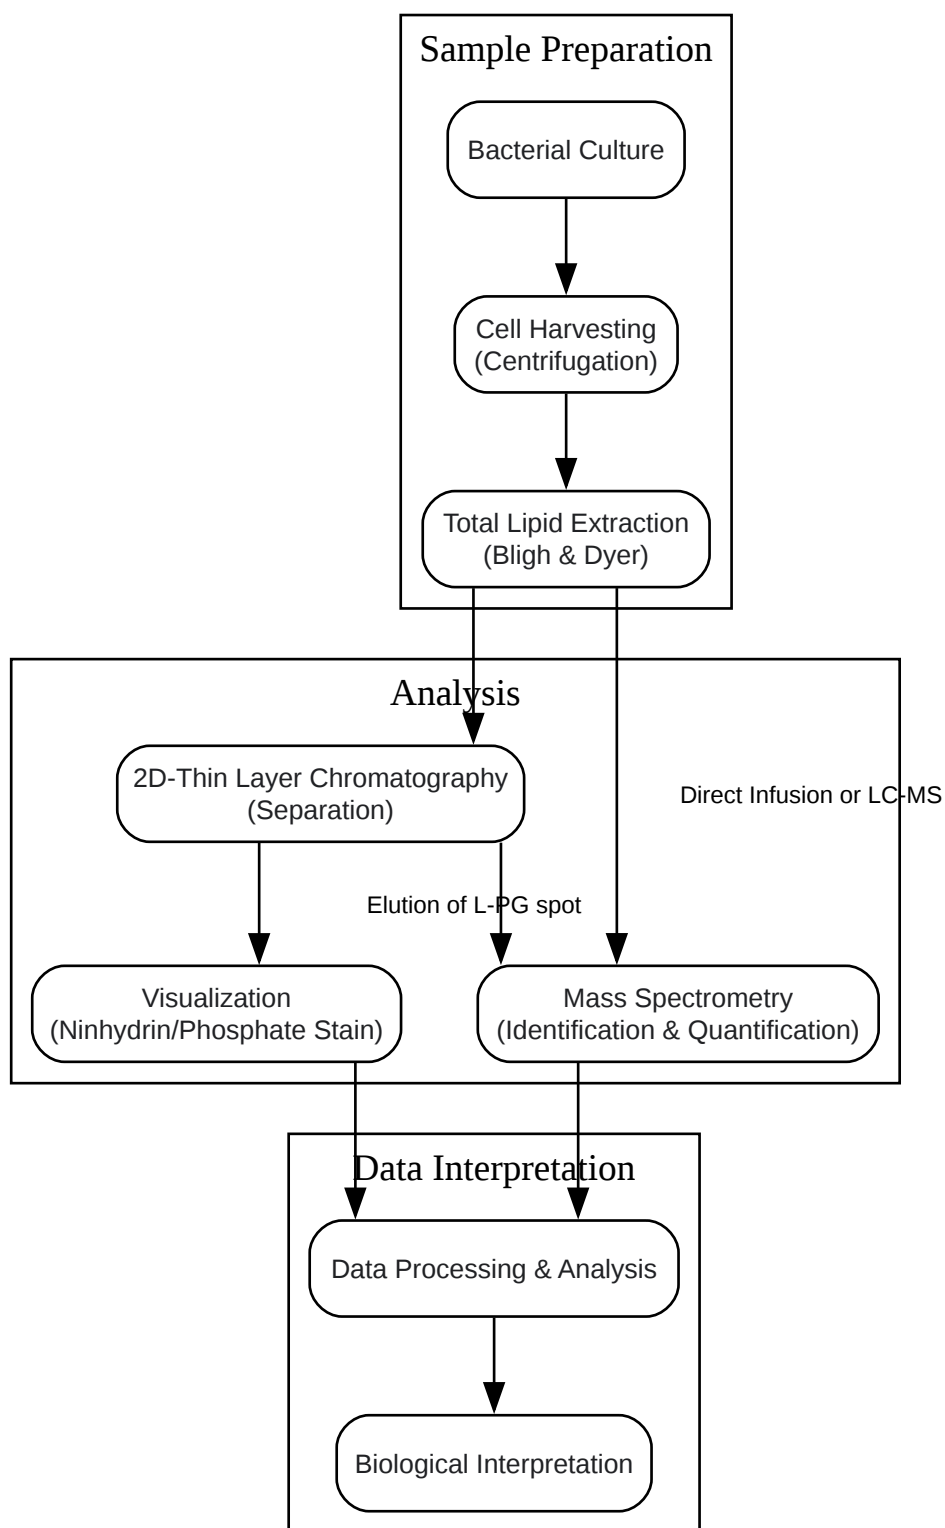 Sample Preparation
Bacterial Culture
Cell Harvesting
(Centrifugation)
Total Lipid Extraction
(Bligh & Dyer)
Analysis
2D-Thin Layer Chromatography
(Separation)
Direct Infusion or LC-MS
Elution of L-PG spot
Visualization
(Ninhydrin/Phosphate Stain)
Mass Spectrometry
(Identification & Quantification)
Data Interpretation
Data Processing & Analysis
Biological Interpretation